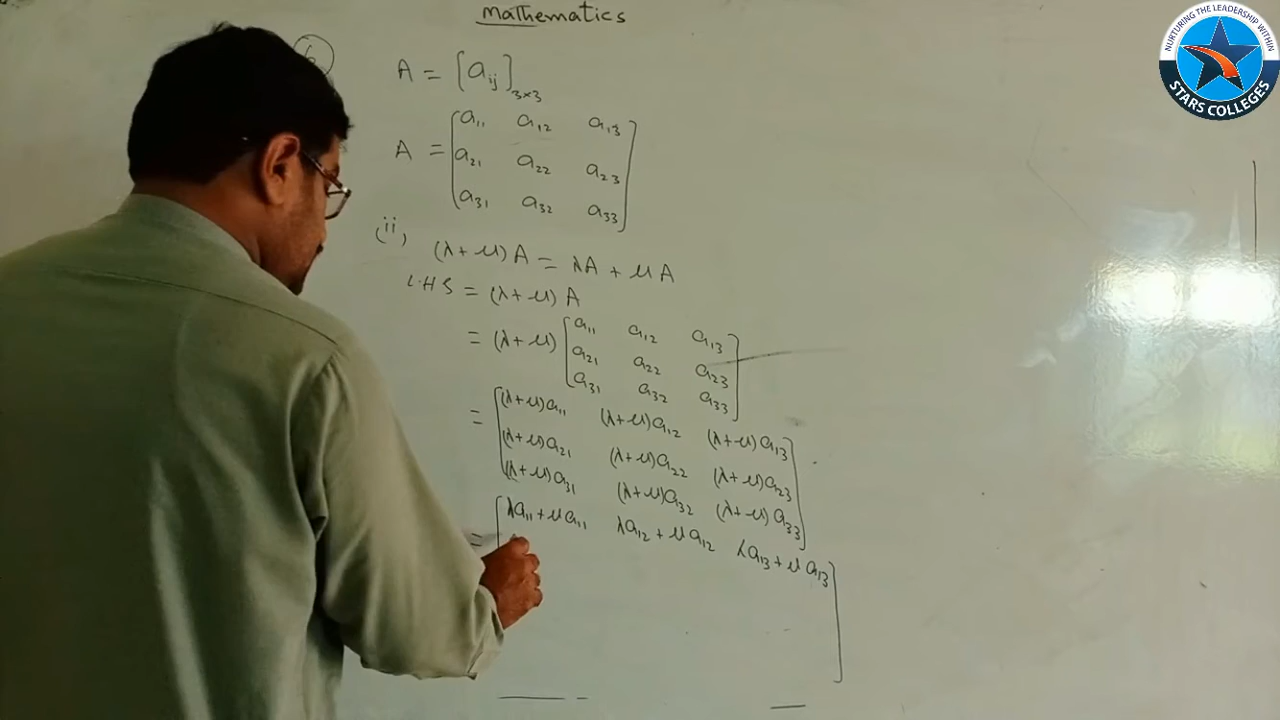 Mathematics
NURTURING THE LEADERSHIP WITHIN
STARS COLLEGES
A = [aij]3×3
A = [a11 a12 a13
a21 a22 a23
a31 a32 a33]
(ii) (λ+μ)A = λA + μA
L.H.S = (λ+μ)A
= (λ+μ) [a11 a12 a13
a21 a22 a23
a31 a32 a33]
= [(λ+μ)a11 (λ+μ)a12 (λ+μ)a13
(λ+μ)a21 (λ+μ)a22 (λ+μ)a23
(λ+μ)a31 (λ+μ)a32 (λ+μ)a33]
= [λa11+μa11 λa12+μa12 λa13+μa13]